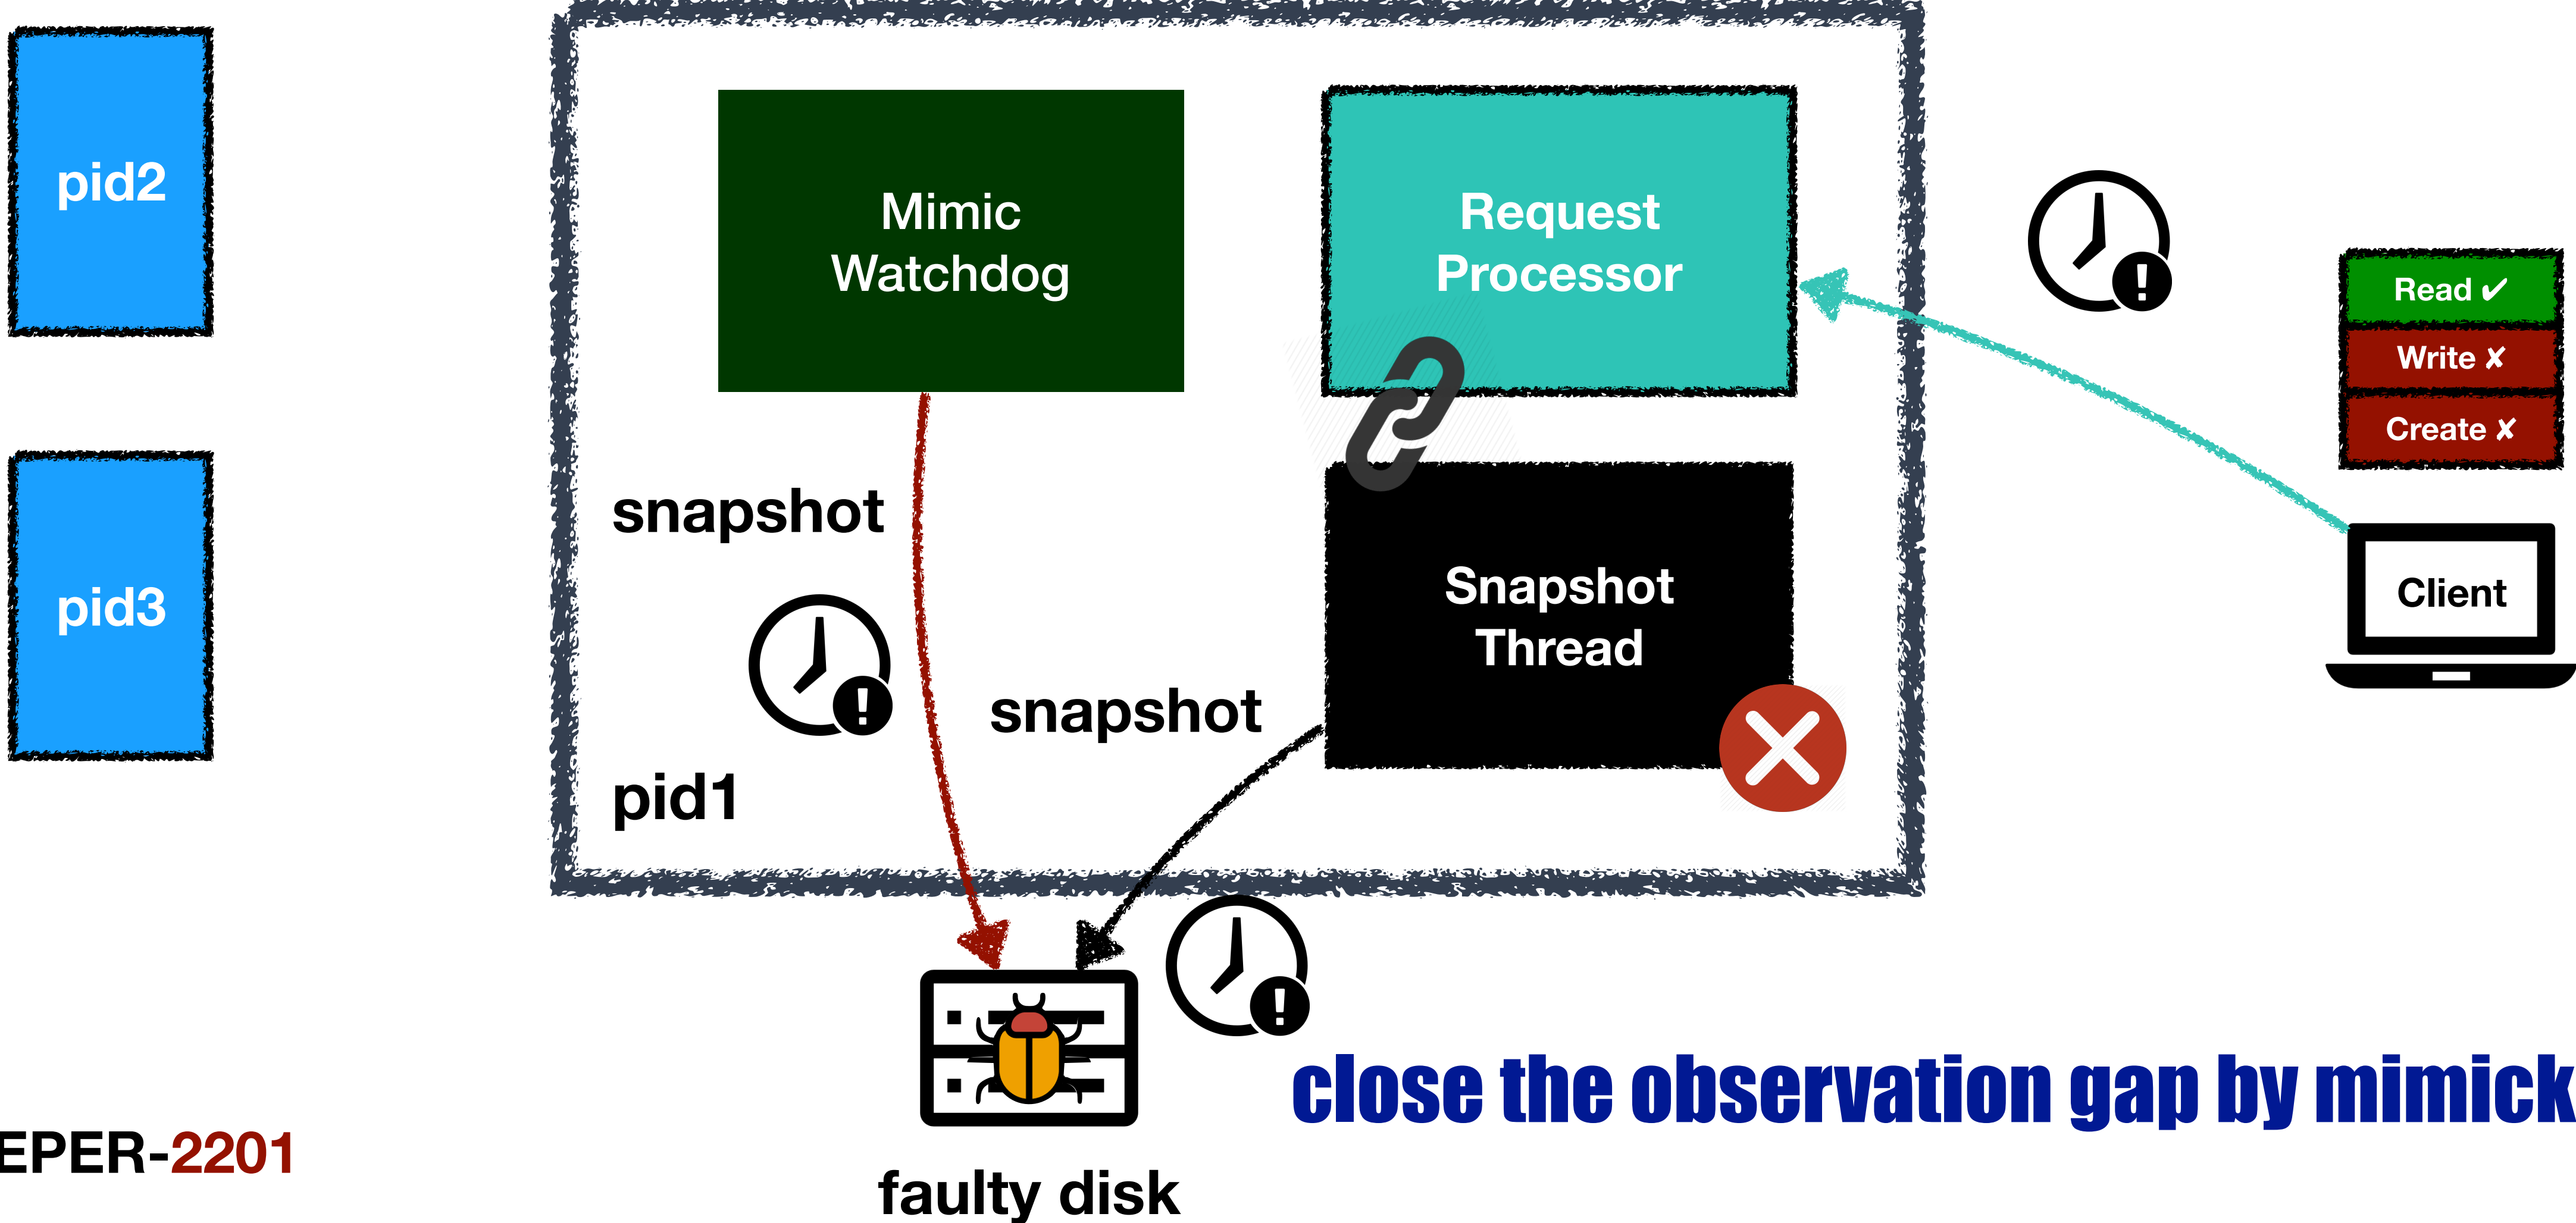 pid2
pid3
Mimic
Watchdog
Request
Processor
Read ✔
Write ✘
Create ✘
snapshot
Snapshot
Thread
Client
snapshot
pid1
close the observation gap by mimick
EPER-2201
faulty disk